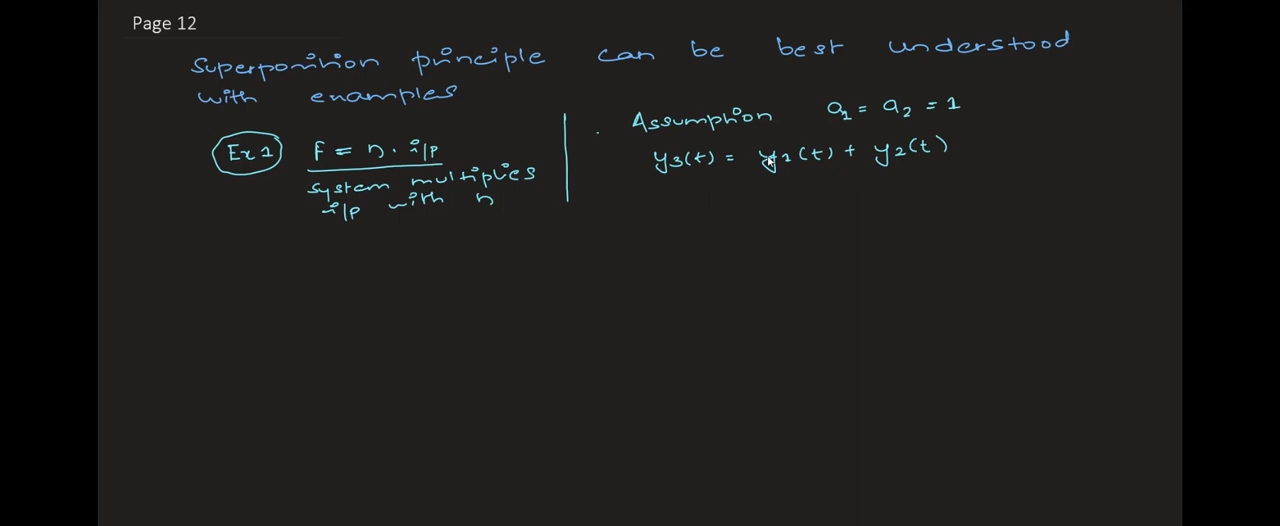 Page 12
Superposition principle can be best understood
with examples
Ex 1
F = n. i/p
system multiplies
i/p with n
Assumption a1 = a2 = 1
y3(t) = y1(t) + y2(t)